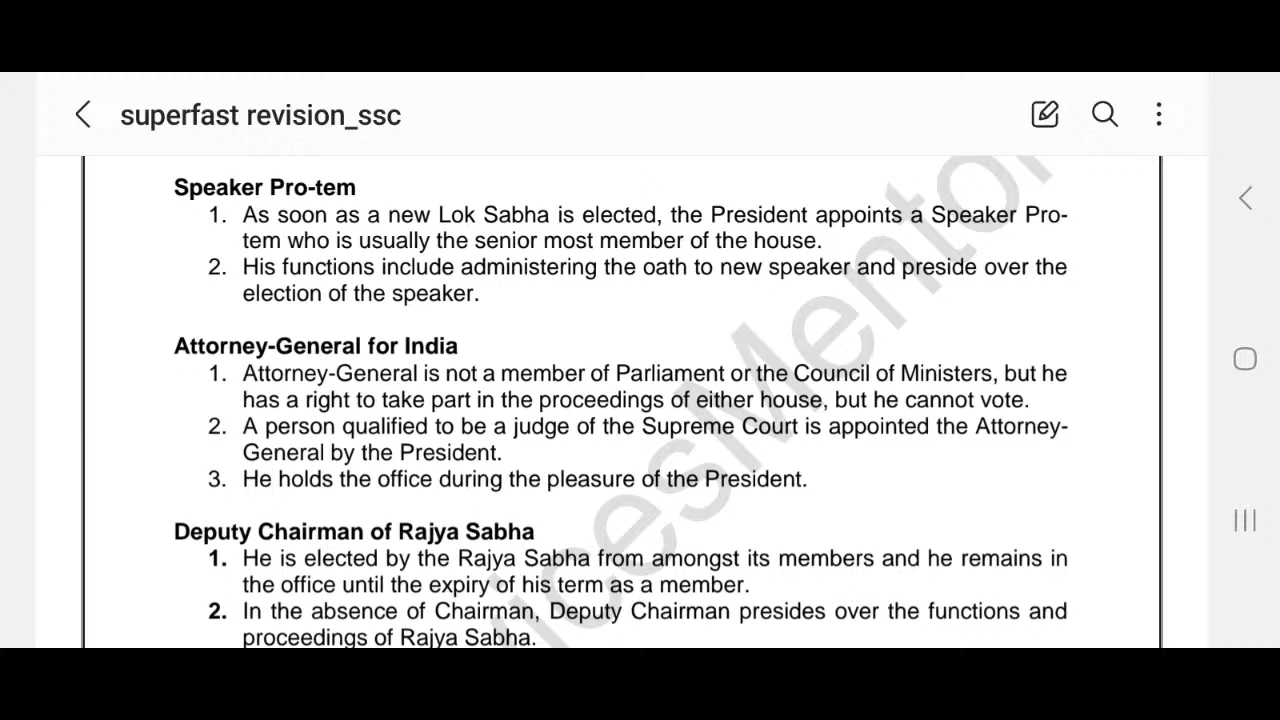 superfast revision_ssc
Speaker Pro-tem
1. As soon as a new Lok Sabha is elected, the President appoints a Speaker Pro-
tem who is usually the senior most member of the house.
2. His functions include administering the oath to new speaker and preside over the
election of the speaker.
Attorney-General for India
1. Attorney-General is not a member of Parliament or the Council of Ministers, but he
has a right to take part in the proceedings of either house, but he cannot vote.
2. A person qualified to be a judge of the Supreme Court is appointed the Attorney-
General by the President.
3. He holds the office during the pleasure of the President.
Deputy Chairman of Rajya Sabha
1. He is elected by the Rajya Sabha from amongst its members and he remains in
the office until the expiry of his term as a member.
2. In the absence of Chairman, Deputy Chairman presides over the functions and
proceedings of Rajya Sabha.